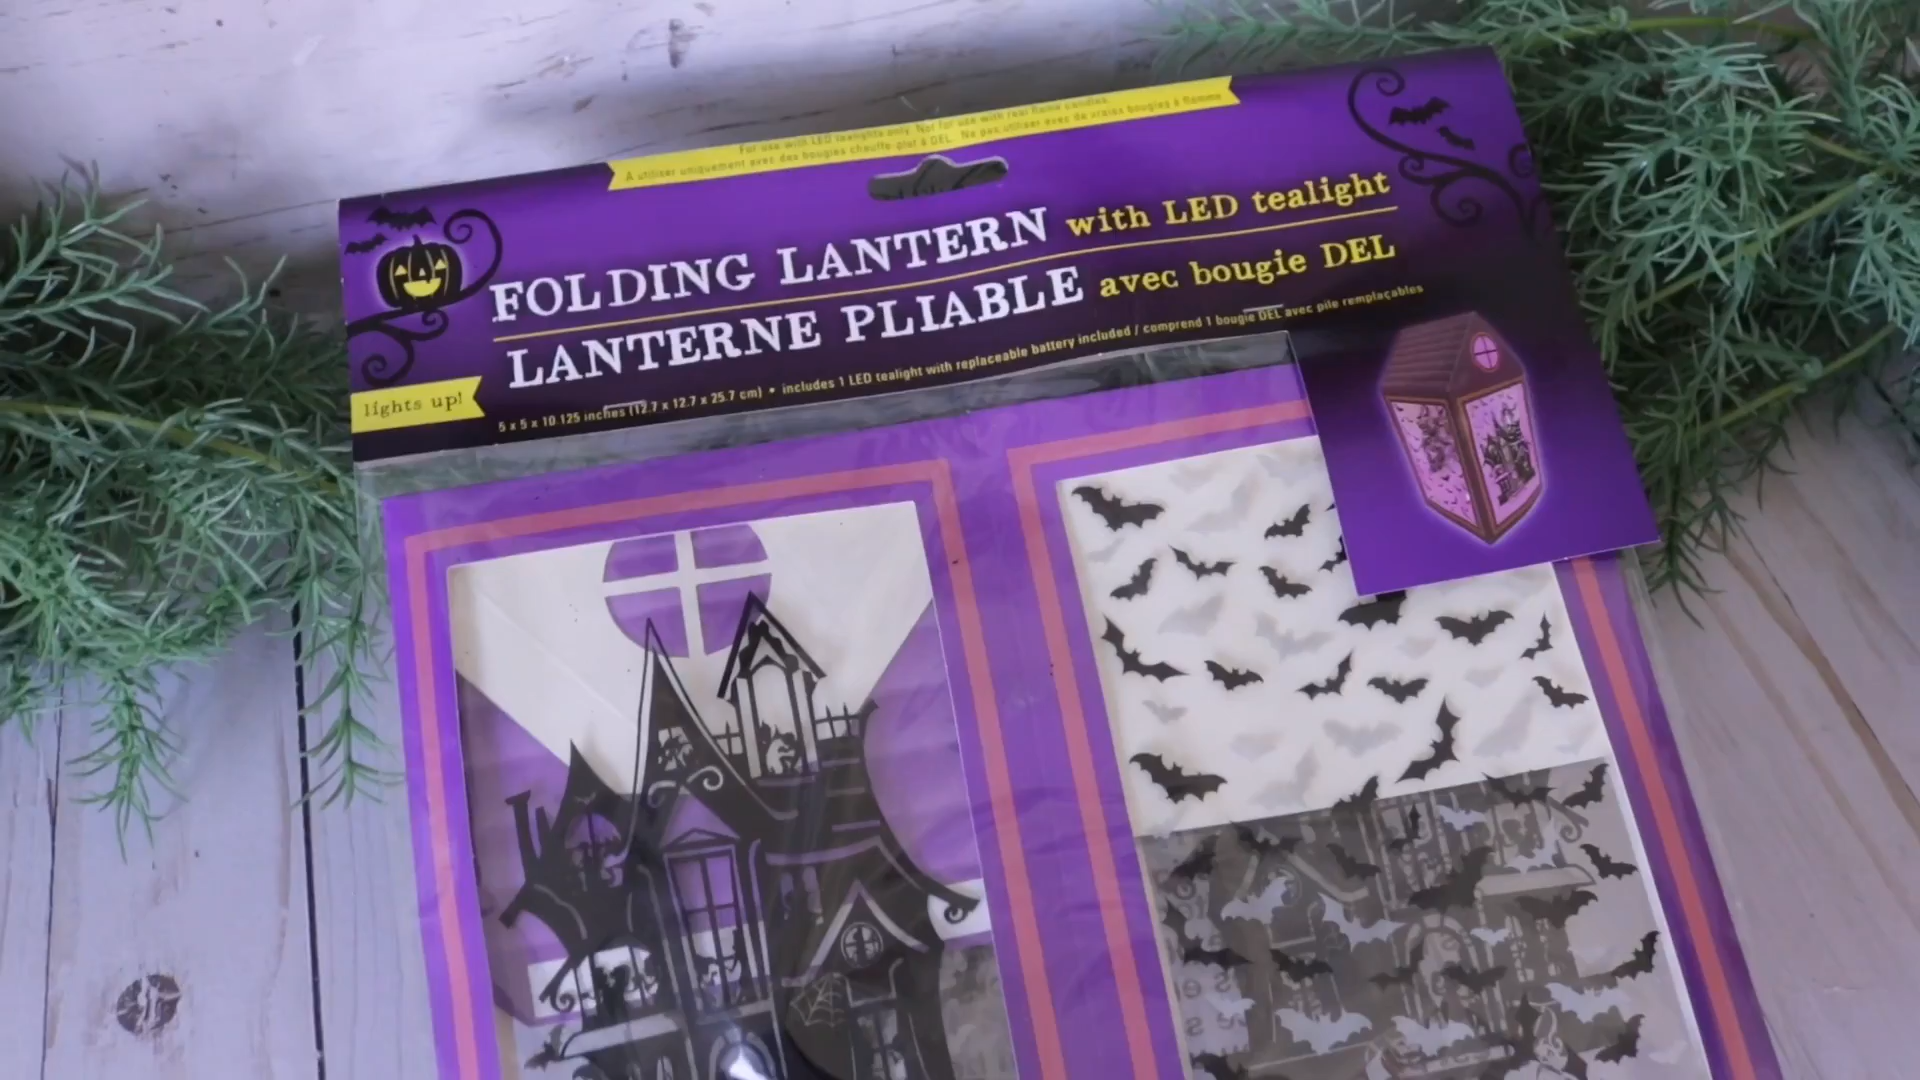 For use with LED tealights only. Not for use with real flame candles.
A utiliser uniquement avec des bougies chauffe-plat à DEL. Ne pas utiliser avec de vraies bougies à flamme
FOLDING LANTERN with LED tealight
LANTERNE PLIABLE avec bougie DEL
lights up!
5 x 5 x 10.125 inches (12.7 x 12.7 x 25.7 cm) • includes 1 LED tealight with replaceable battery included / comprend 1 bougie DEL avec pile remplaçables